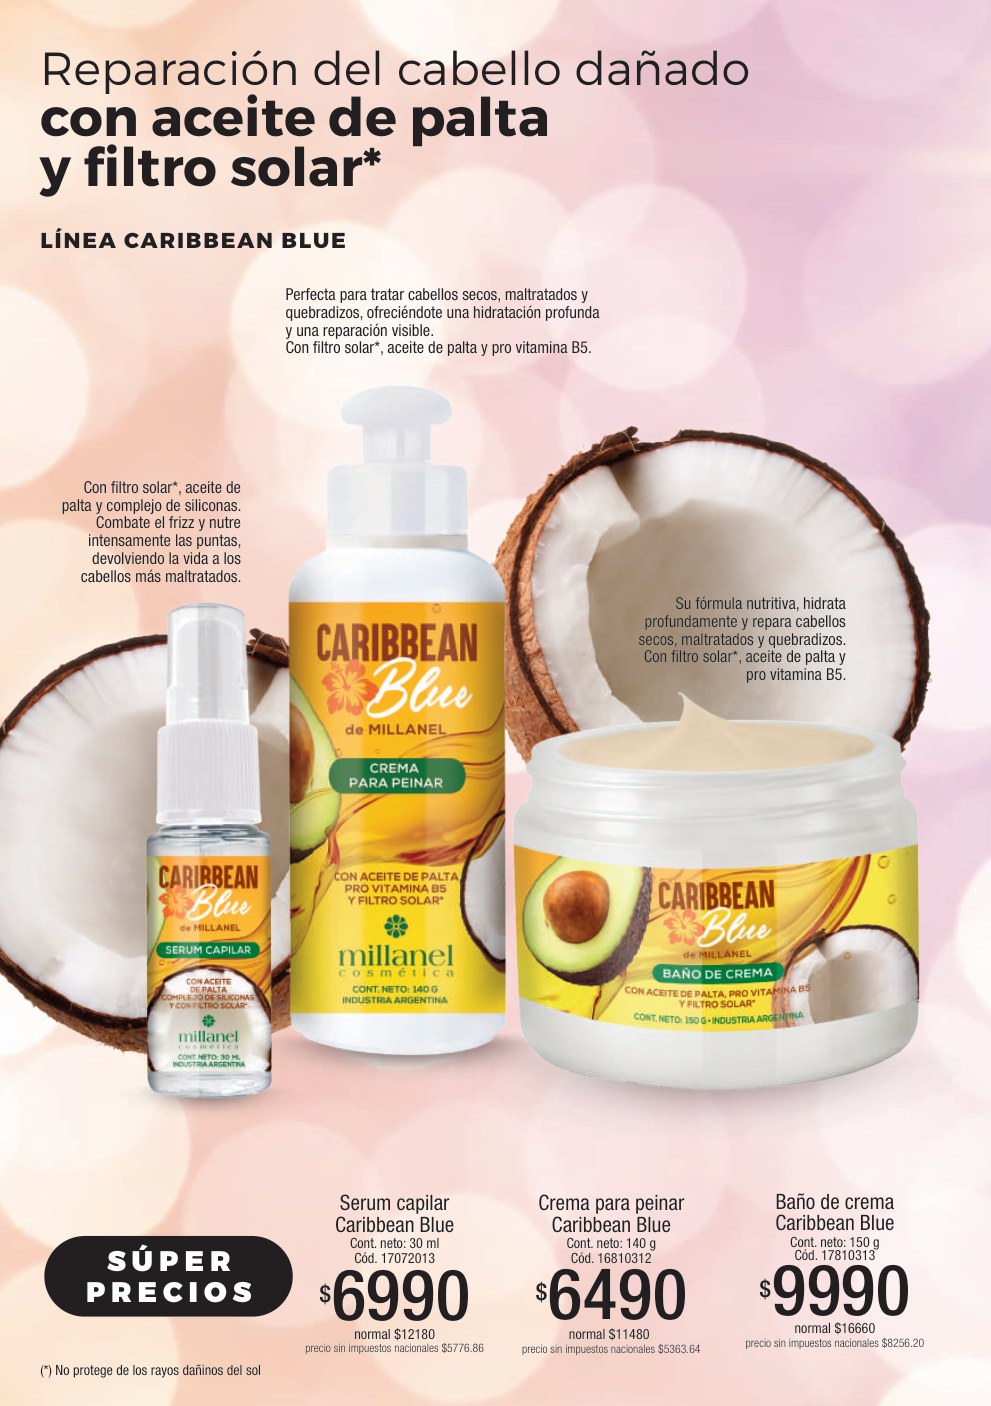 Reparación del cabello dañado
con aceite de palta
y filtro solar*
LÍNEA CARIBBEAN BLUE
Perfecta para tratar cabellos secos, maltratados y
quebradizos, ofreciéndote una hidratación profunda
y una reparación visible.
Con filtro solar*, aceite de palta y pro vitamina B5.
Con filtro solar*, aceite de
palta y complejo de siliconas.
Combate el frizz y nutre
intensamente las puntas,
devolviendo la vida a los
cabellos más maltratados.
Su fórmula nutritiva, hidrata
profundamente y repara cabellos
secos, maltratados y quebradizos.
Con filtro solar*, aceite de palta y
pro vitamina B5.
CARIBBEAN
Blue
de MILLANEL
SERUM CAPILAR
CON ACEITE
DE PALTA
COMPLEJO DE SILICONAS
Y CON FILTRO SOLAR*
millanel
cosmética
CONT. NETO: 30 ML
INDUSTRIA ARGENTINA
CARIBBEAN
Blue
de MILLANEL
CREMA
PARA PEINAR
CON ACEITE DE PALTA
PRO VITAMINA B5
Y FILTRO SOLAR*
millanel
cosmética
CONT. NETO: 140 G
INDUSTRIA ARGENTINA
CARIBBEAN
Blue
de MILLANEL
BAÑO DE CREMA
CON ACEITE DE PALTA, PRO VITAMINA B5
Y FILTRO SOLAR*
CONT. NETO: 150 G • INDUSTRIA ARGENTINA
SÚPER
PRECIOS
Serum capilar
Caribbean Blue
Cont. neto: 30 ml
Cód. 17072013
$6990
normal $12180
precio sin impuestos nacionales $5776.86
Crema para peinar
Caribbean Blue
Cont. neto: 140 g
Cód. 16810312
$6490
normal $11480
precio sin impuestos nacionales $5363.64
Baño de crema
Caribbean Blue
Cont. neto: 150 g
Cód. 17810313
$9990
normal $16660
precio sin impuestos nacionales $8256.20
(*) No protege de los rayos dañinos del sol